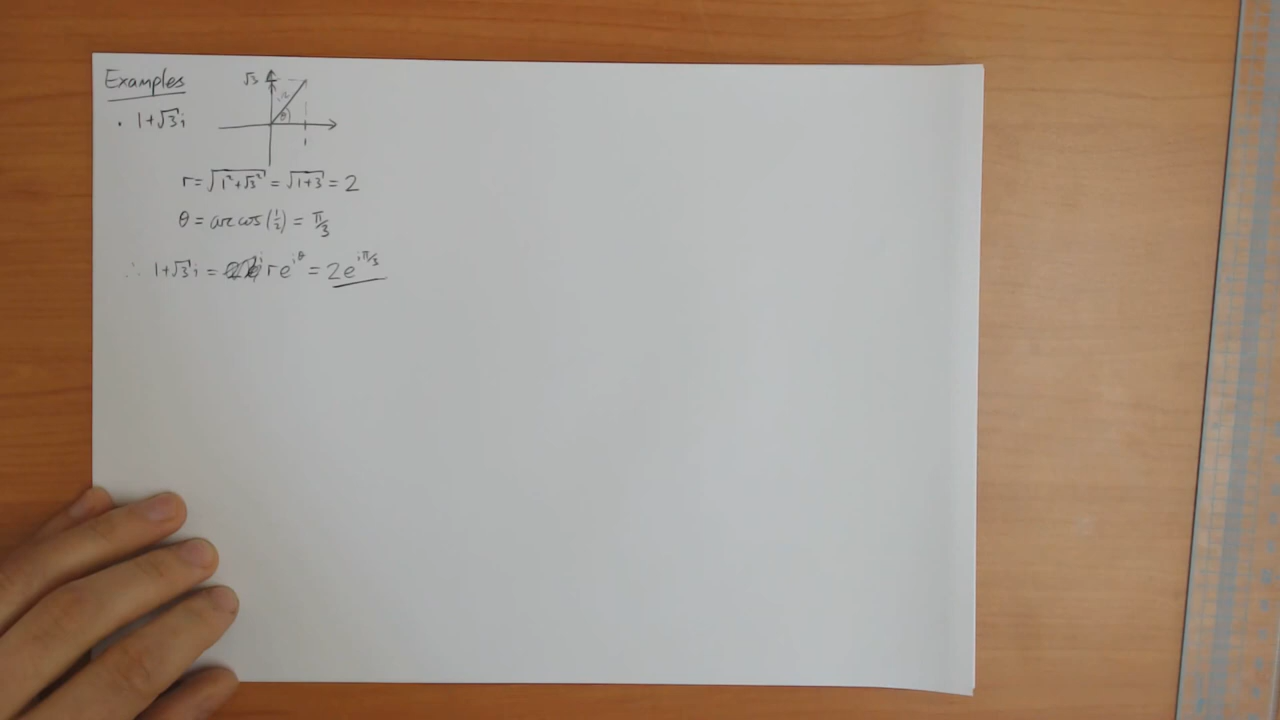 Examples
√3
• 1+√3i
θ
1
r = √(1²+√3²) = √(1+3) = 2
θ = arccos(1/2) = π/3
∴ 1+√3i = re^{iθ} = 2e^{iπ/3}